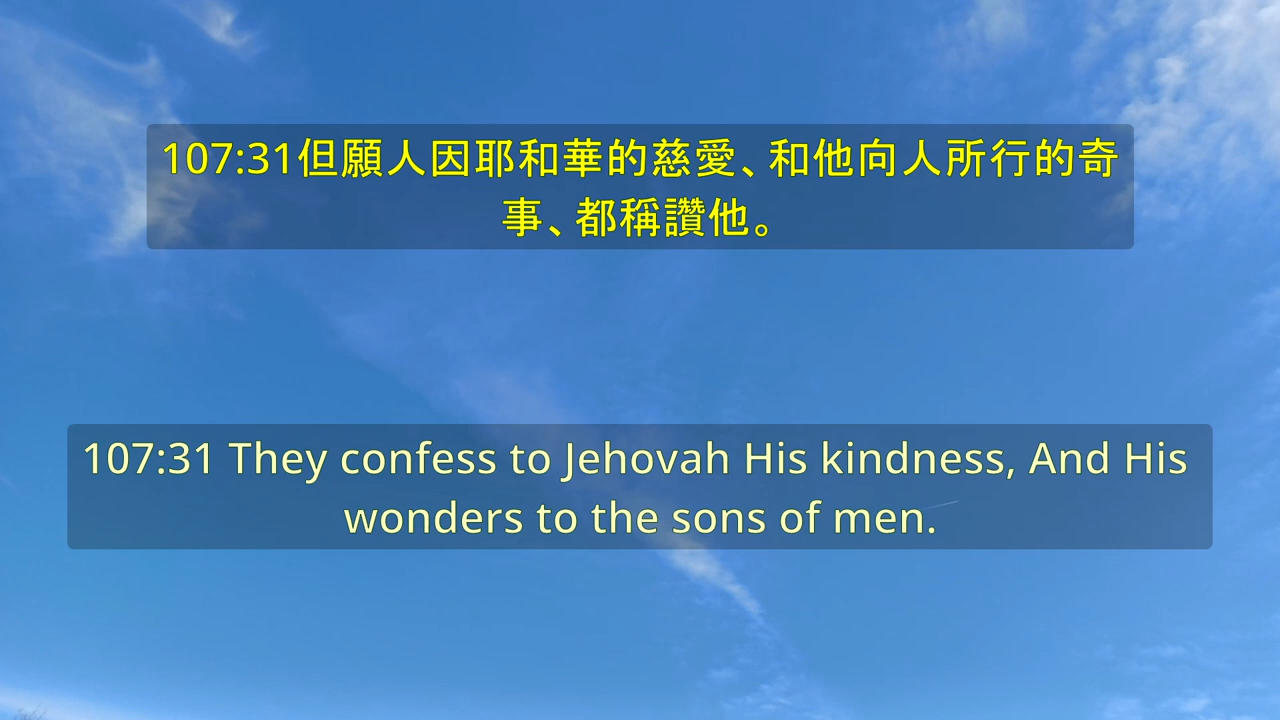 107:31但願人因耶和華的慈愛、和他向人所行的奇
事、都稱讚他。
107:31 They confess to Jehovah His kindness, And His
wonders to the sons of men.